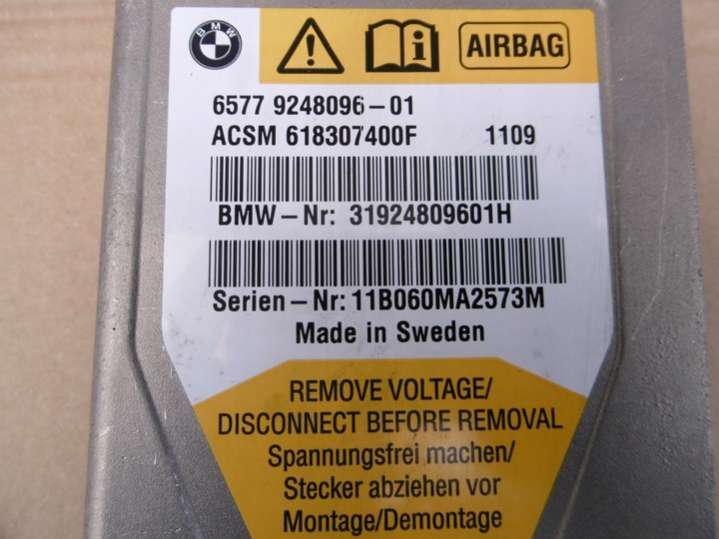 BMW
AIRBAG
6577 9248096-01
ACSM 618307400F 1109
BMW-Nr: 31924809601H
Serien-Nr: 11B060MA2573M
Made in Sweden
REMOVE VOLTAGE/
DISCONNECT BEFORE REMOVAL
Spannungsfrei machen/
Stecker abziehen vor
Montage/Demontage